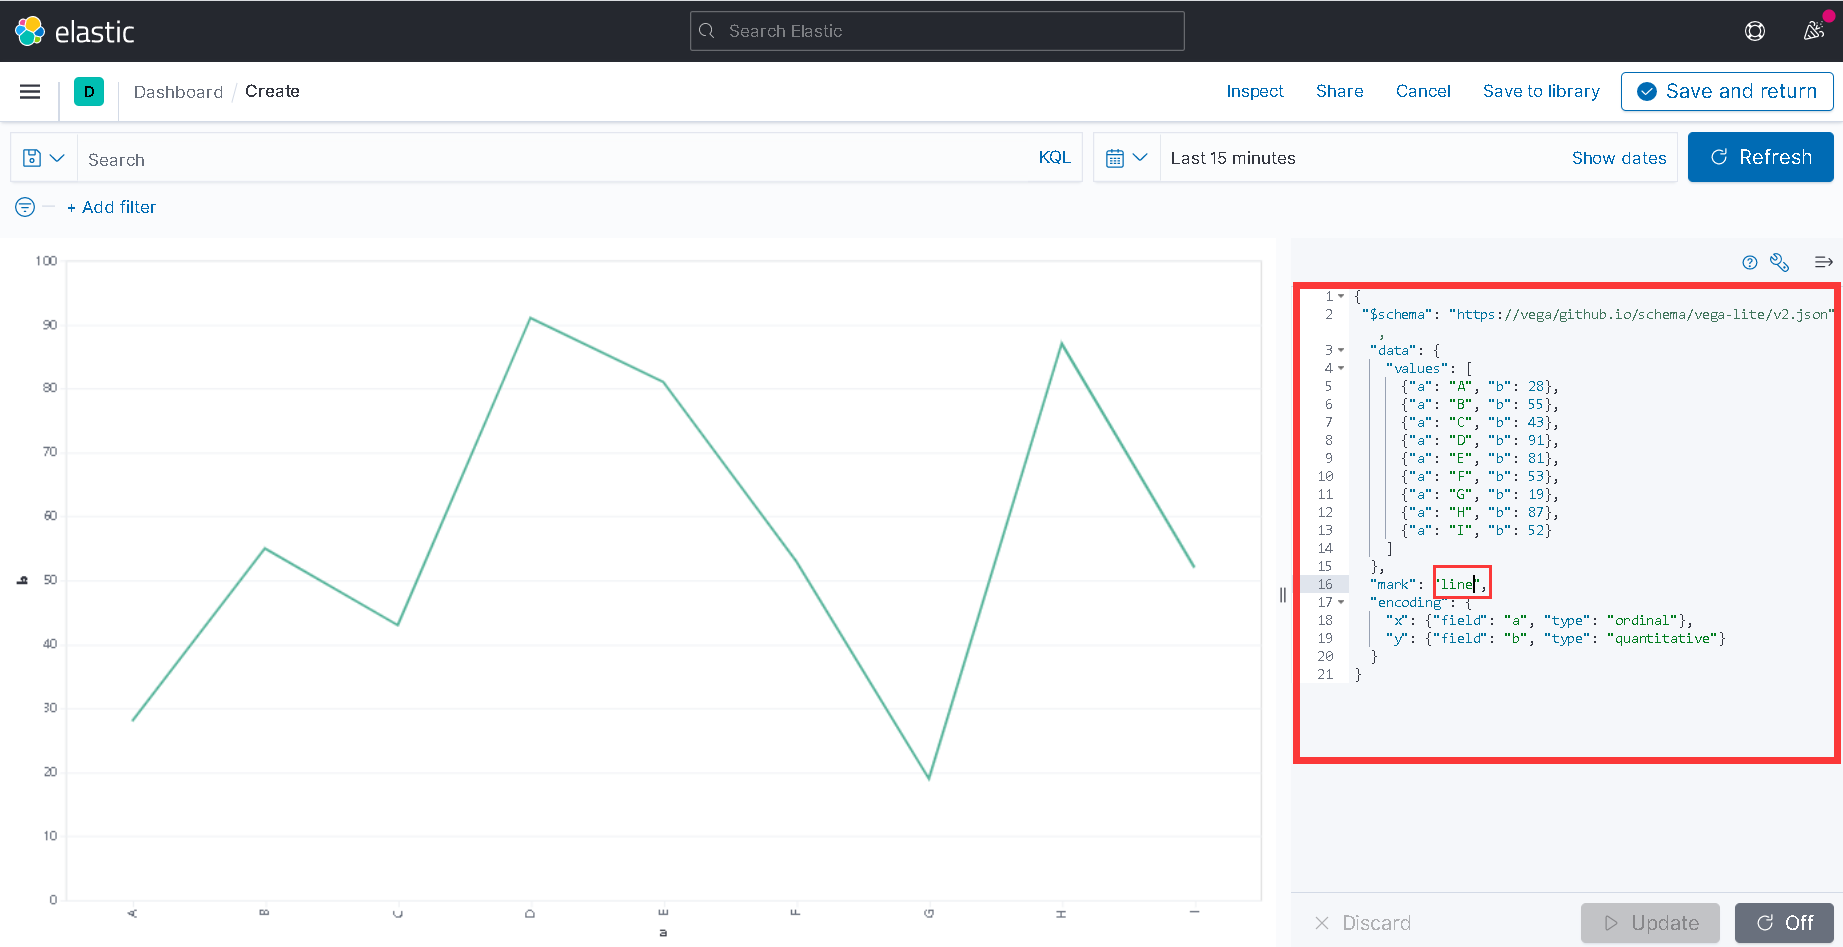 elastic
Search Elastic
D
Dashboard / Create
Inspect Share Cancel Save to library Save and return
Search KQL Last 15 minutes Show dates Refresh
+ Add filter
100
90
80
70
60
50
40
30
20
10
0
b
A B C D E F G H I
a
1 {
2 "$schema": "https://vega/github.io/schema/vega-lite/v2.json"
,
3 "data": {
4 "values": [
5 {"a": "A", "b": 28},
6 {"a": "B", "b": 55},
7 {"a": "C", "b": 43},
8 {"a": "D", "b": 91},
9 {"a": "E", "b": 81},
10 {"a": "F", "b": 53},
11 {"a": "G", "b": 19},
12 {"a": "H", "b": 87},
13 {"a": "I", "b": 52}
14 ]
15 },
16 "mark": "line",
17 "encoding": {
18 "x": {"field": "a", "type": "ordinal"},
19 "y": {"field": "b", "type": "quantitative"}
20 }
21 }
Discard Update Off